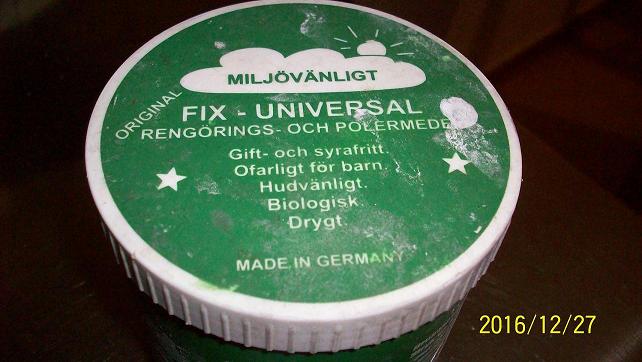 MILJÖVÄNLIGT
ORIGINAL
FIX - UNIVERSAL
RENGÖRINGS- OCH POLERMEDE
Gift- och syrafritt.
Ofarligt för barn.
Hudvänligt.
Biologisk.
Drygt.
MADE IN GERMANY
2016/12/27